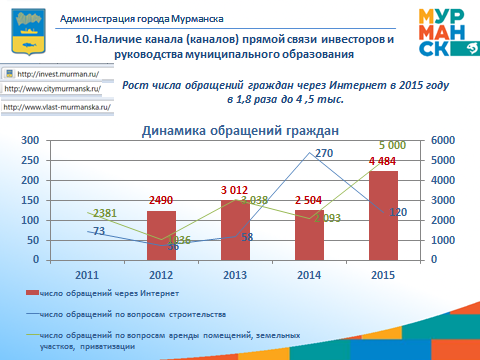 Администрация города Мурманска
МУР
МАН
СК
10. Наличие канала (каналов) прямой связи инвесторов и
руководства муниципального образования
http://invest.murman.ru/
http://www.citymurmansk.ru/
http://www.vlast-murmanska.ru/
Рост числа обращений граждан через Интернет в 2015 году
в 1,8 раза до 4 ,5 тыс.
Динамика обращений граждан
300
250
200
150
100
50
0
6000
5000
4000
3000
2000
1000
0
2490
3 012
2 504
4 484
2381
1036
3 038
2 093
5 000
73
36
58
270
120
2011
2012
2013
2014
2015
число обращений через Интернет
число обращений по вопросам строительства
число обращений по вопросам аренды помещений, земельных
участков, приватизации